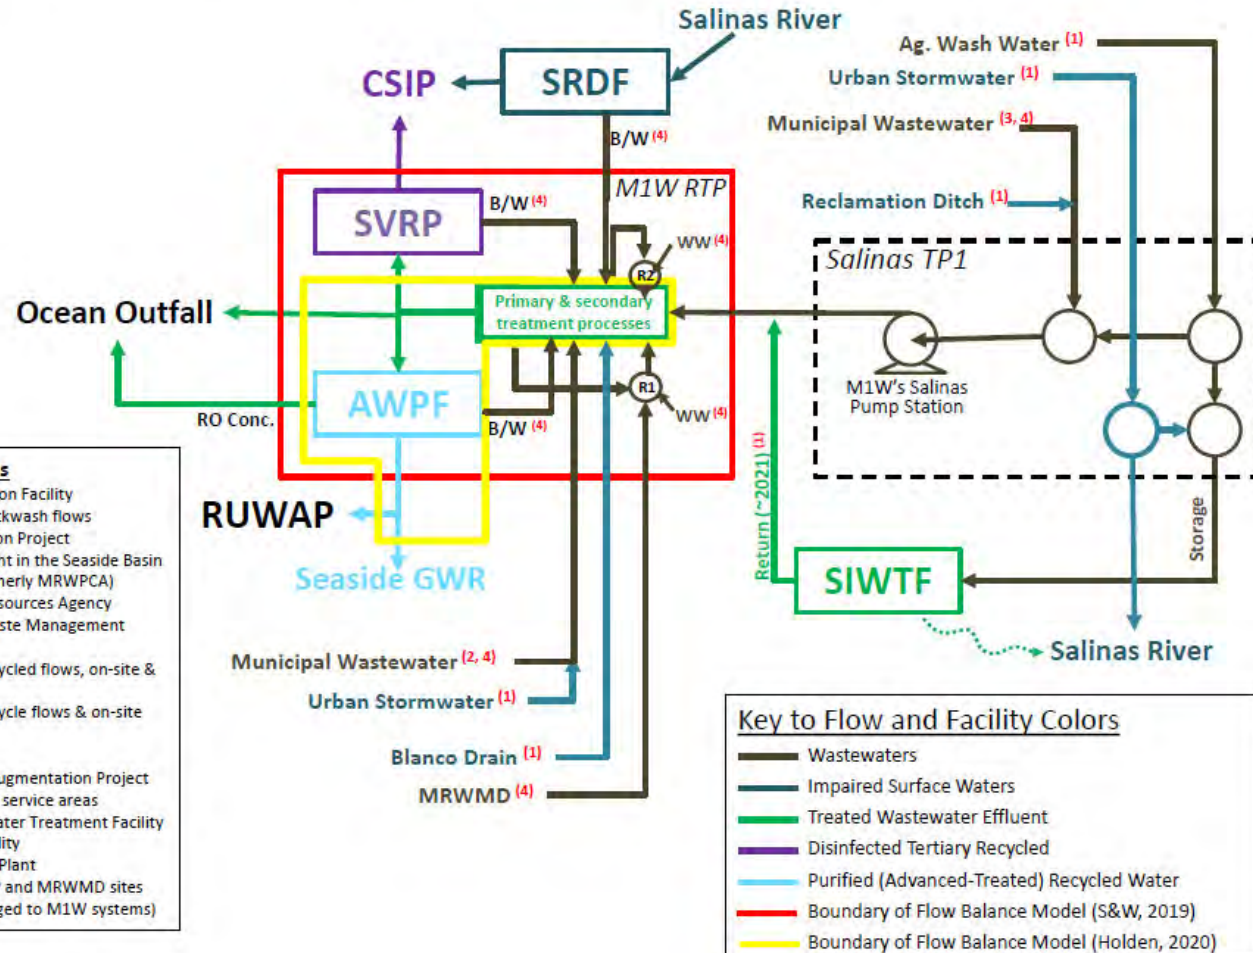 Salinas River
Ag. Wash Water (1)
Urban Stormwater (1)
CSIP
SRDF
Municipal Wastewater (3, 4)
B/W (4)
M1W RTP
SVRP
B/W (4)
WW (4)
R2
Reclamation Ditch (1)
Salinas TP1
Ocean Outfall
Primary & secondary
treatment processes
M1W's Salinas
Pump Station
AWPF
R1
WW (4)
RO Conc.
B/W (4)
Return (~2021) (1)
Storage
RUWAP
Seaside GWR
SIWTF
Salinas River
Municipal Wastewater (2, 4)
Urban Stormwater (1)
Blanco Drain (1)
MRWMD (4)
s
on Facility
ckwash flows
on Project
nt in the Seaside Basin
nerly MRWPCA)
sources Agency
ste Management
ycled flows, on-site &
ycle flows & on-site
ugmentation Project
service areas
ater Treatment Facility
lity
Plant
and MRWMD sites
ged to M1W systems)
Key to Flow and Facility Colors
Wastewaters
Impaired Surface Waters
Treated Wastewater Effluent
Disinfected Tertiary Recycled
Purified (Advanced-Treated) Recycled Water
Boundary of Flow Balance Model (S&W, 2019)
Boundary of Flow Balance Model (Holden, 2020)